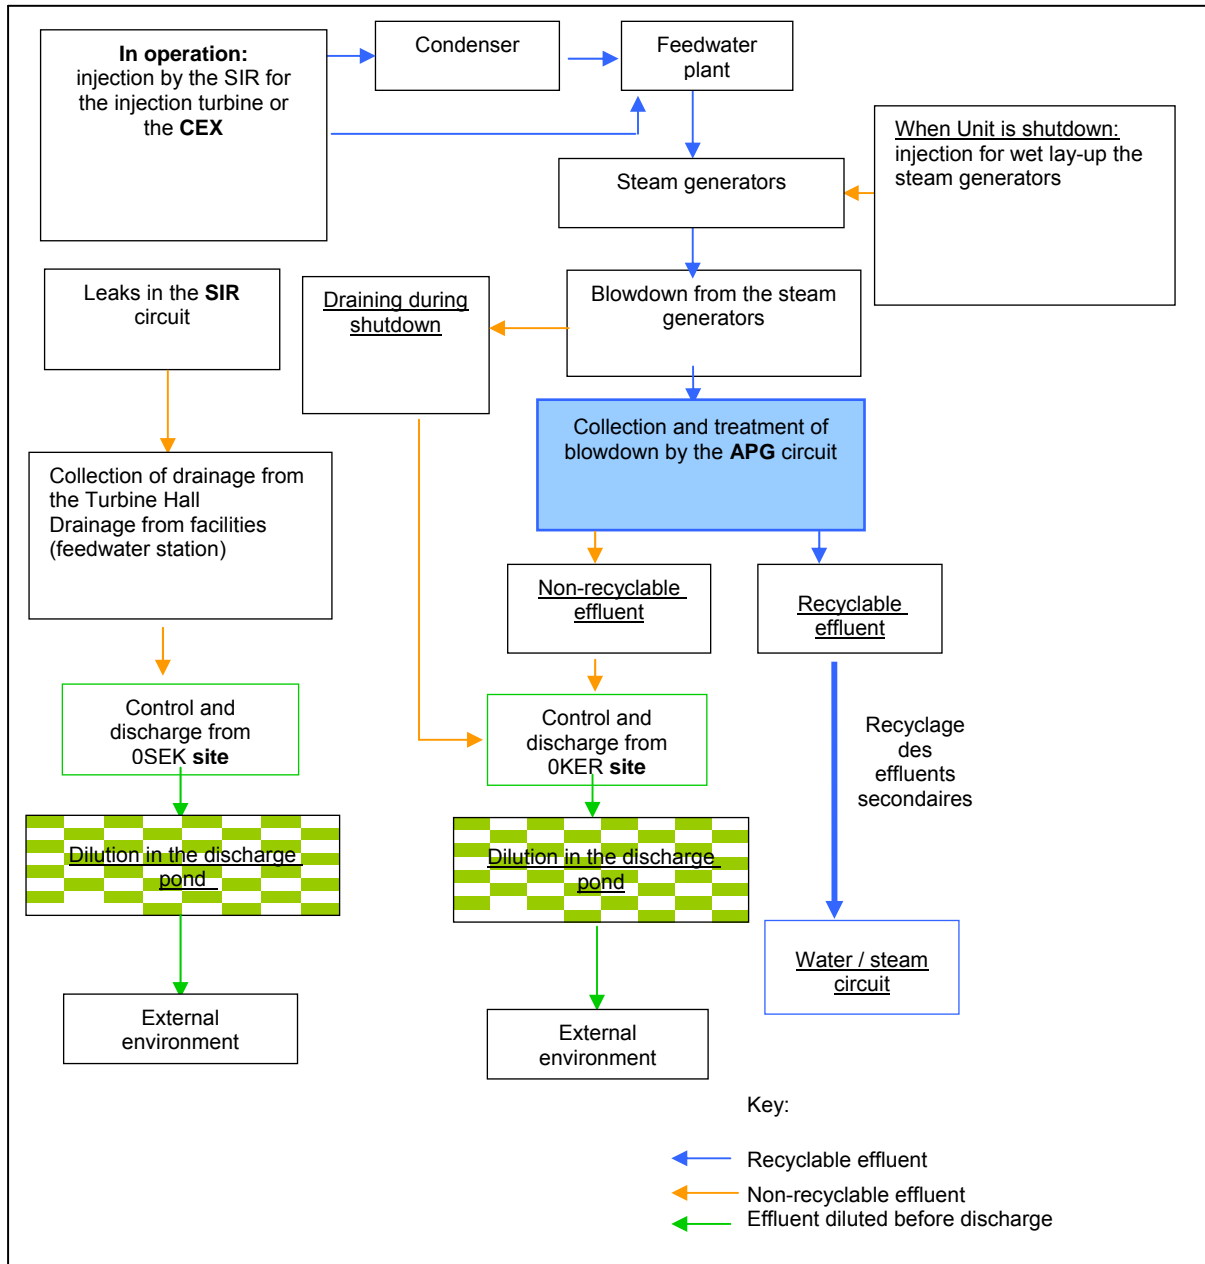 In operation:
injection by the SIR for
the injection turbine or
the CEX
Condenser
Feedwater
plant
When Unit is shutdown:
injection for wet lay-up the
steam generators
Steam generators
Leaks in the SIR
circuit
Draining during
shutdown
Blowdown from the steam
generators
Collection and treatment of
blowdown by the APG circuit
Collection of drainage from
the Turbine Hall
Drainage from facilities
(feedwater station)
Non-recyclable
effluent
Recyclable
effluent
Control and
discharge from
0SEK site
Control and
discharge from
0KER site
Recyclage
des
effluents
secondaires
Dilution in the discharge
pond
Dilution in the discharge
pond
Water / steam
circuit
External
environment
External
environment
Key:
Recyclable effluent
Non-recyclable effluent
Effluent diluted before discharge